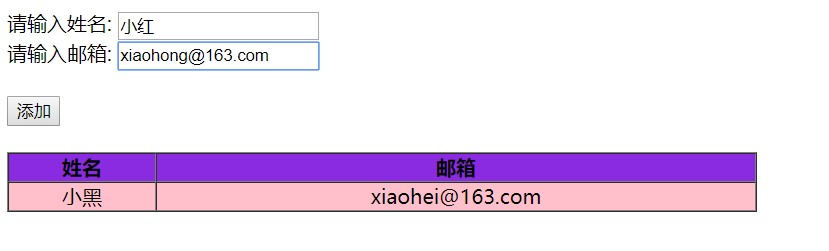 请输入姓名: 小红
请输入邮箱: xiaohong@163.com
添加
姓名 邮箱
小黑 xiaohei@163.com